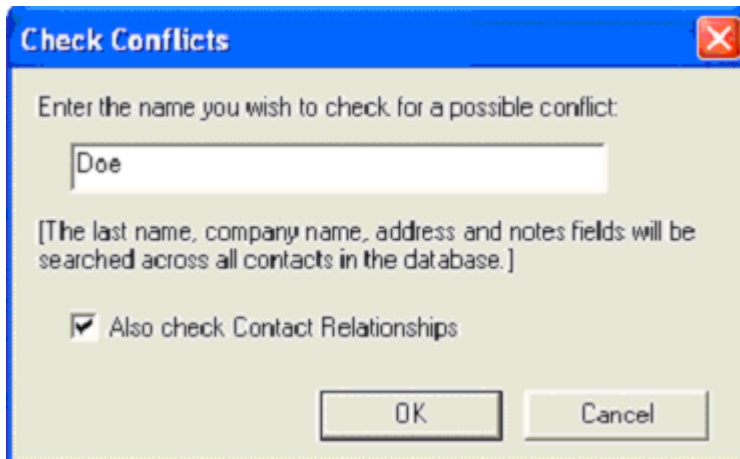 Check Conflicts
Enter the name you wish to check for a possible conflict:
Doe
[The last name, company name, address and notes fields will be
searched across all contacts in the database.]
Also check Contact Relationships
OK
Cancel